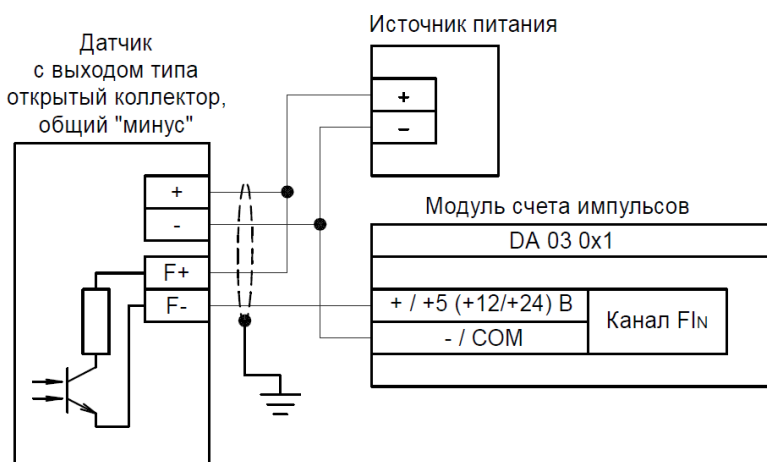 Источник питания
Датчик
с выходом типа
открытый коллектор,
общий "минус"
+
−
+
-
F+
F-
Модуль счета импульсов
DA 03 0x1
+ / +5 (+12/+24) В
- / COM
Канал FIN